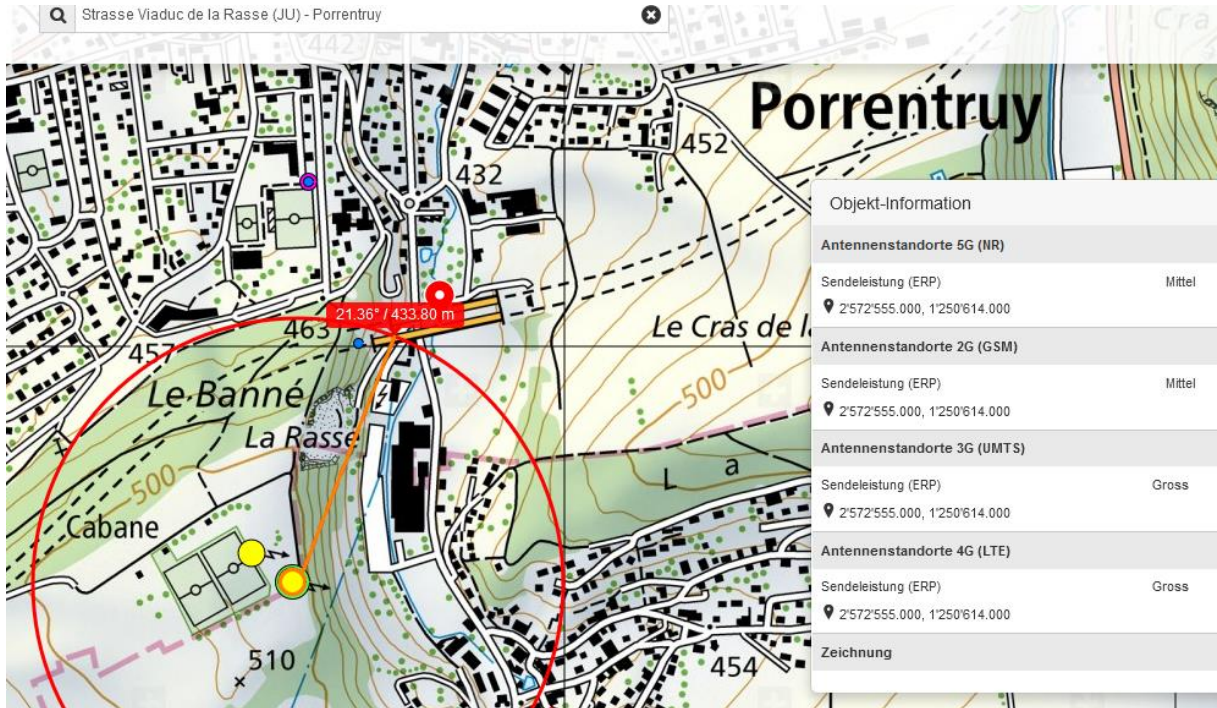 Strasse Viaduc de la Rasse (JU) - Porrentruy
442
Cra
Porrentruy
452
432
Objekt-Information
Antennenstandorte 5G (NR)
Sendeleistung (ERP) Mittel
2'572'555.000, 1'250'614.000
Antennenstandorte 2G (GSM)
Sendeleistung (ERP) Mittel
2'572'555.000, 1'250'614.000
Antennenstandorte 3G (UMTS)
Sendeleistung (ERP) Gross
2'572'555.000, 1'250'614.000
Antennenstandorte 4G (LTE)
Sendeleistung (ERP) Gross
2'572'555.000, 1'250'614.000
Zeichnung
21.36° / 433.80 m
463
457
Le Cras de l
Le Banné
500
La Rasse
L a
500
Cabane
510
454